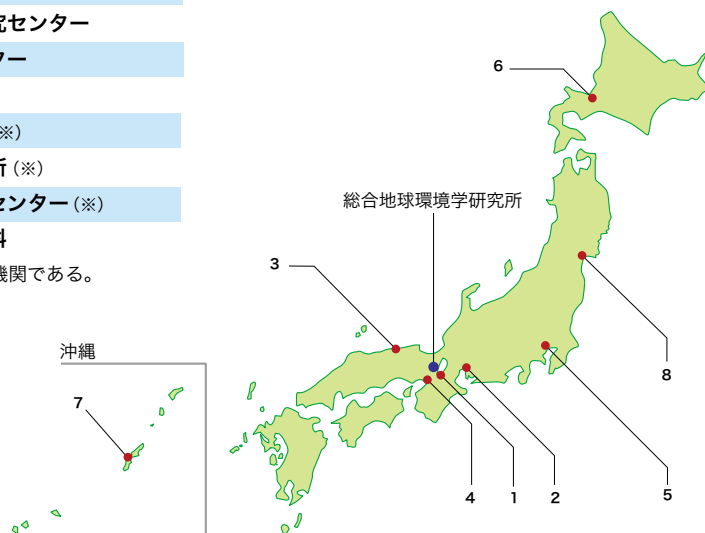 究センター
ター
(※)
所 (※)
センター (※)
科
機関である。
6
総合地球環境学研究所
3
8
沖縄
7
4
1
2
5